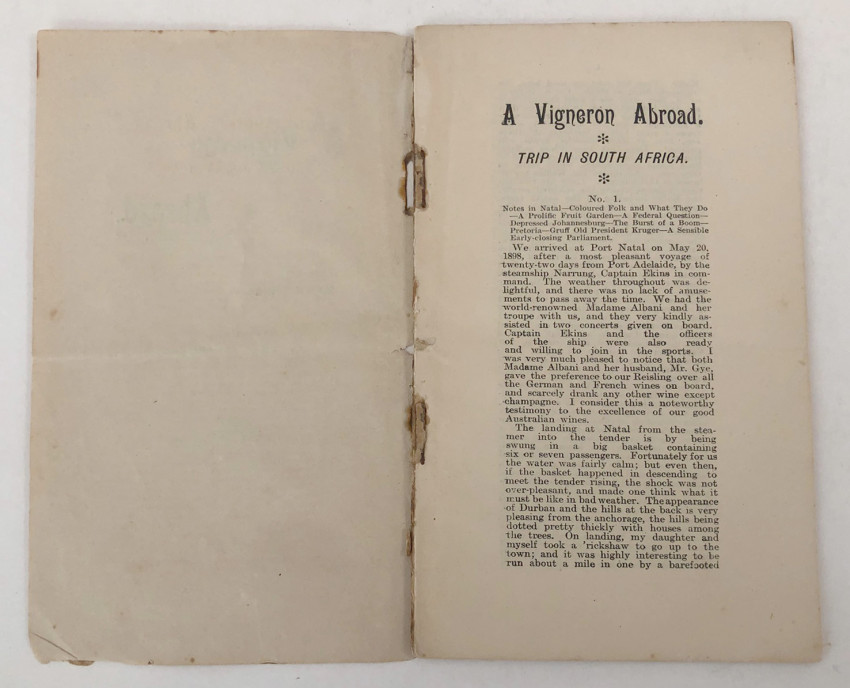 A Vigneron Abroad.
TRIP IN SOUTH AFRICA.
No. 1.
Notes in Natal—Coloured Folk and What They Do
—A Prolific Fruit Garden—A Federal Question—
Depressed Johannesburg—The Burst of a Boom—
Pretoria—Gruff Old President Kruger—A Sensible
Early-closing Parliament.
We arrived at Port Natal on May 20,
1898, after a most pleasant voyage of
twenty-two days from Port Adelaide, by the
steamship Narrung, Captain Ekins in com-
mand. The weather throughout was de-
lightful, and there was no lack of amuse-
ments to pass away the time. We had the
world-renowned Madame Albani and her
troupe with us, and they very kindly as-
sisted in two concerts given on board.
Captain Ekins and the officers
of the ship were also ready
and willing to join in the sports. I
was very much pleased to notice that both
Madame Albani and her husband, Mr. Gye,
gave the preference to our Reisling over all
the German and French wines on board,
and scarcely drank any other wine except
champagne. I consider this a noteworthy
testimony to the excellence of our good
Australian wines.
The landing at Natal from the stea-
mer into the tender is by being
swung in a big basket containing
six or seven passengers. Fortunately for us
the water was fairly calm; but even then,
if the basket happened in descending to
meet the tender rising, the shock was not
over-pleasant, and made one think what it
must be like in bad weather. The appearance
of Durban and the hills at the back is very
pleasing from the anchorage, the hills being
dotted pretty thickly with houses among
the trees. On landing, my daughter and
myself took a 'rickshaw to go up to the
town; and it was highly interesting to be
run about a mile in one by a barefooted